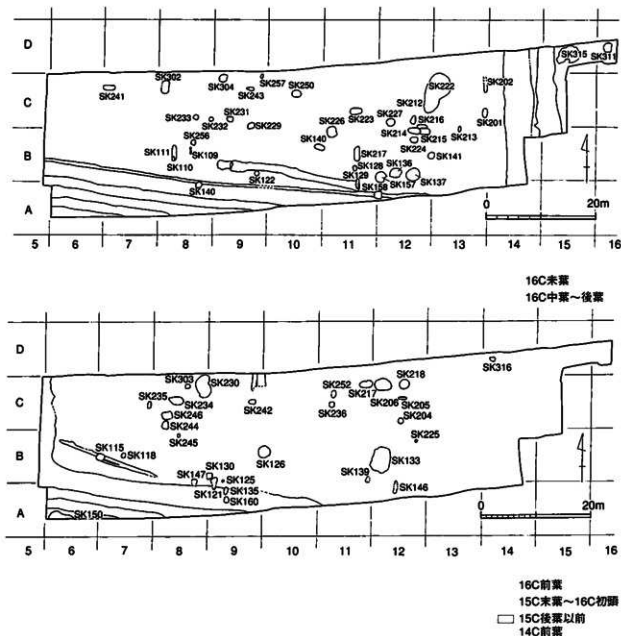 D
SK302
SK304
SK257
SK250
SK315
SK311
SK241
SK243
SK222
SK202
C
SK212
SK233
SK231
SK232
SK223
SK227
SK216
SK201
SK229
SK226
SK214
SK215
SK213
SK256
SK140
SK224
SK111
SK109
SK217
SK136
SK141
B
SK110
SK128
SK122
SK129
SK157
SK137
SK140
SK158
A
0 20m
5 6 7 8 9 10 11 12 13 14 15 16
16C末葉
16C中葉～後葉
D
SK316
SK303
SK230
SK252
SK218
SK217
SK235
SK234
SK242
SK236
SK206
SK205
C
SK246
SK204
SK244
SK245
SK225
SK115
SK118
SK126
SK133
B
SK147
SK130
SK125
SK139
SK121
SK135
SK146
SK160
A
SK150
0 20m
5 6 7 8 9 10 11 12 13 14 15 16
16C前葉
15C末葉～16C初頭
15C後葉以前
14C前葉